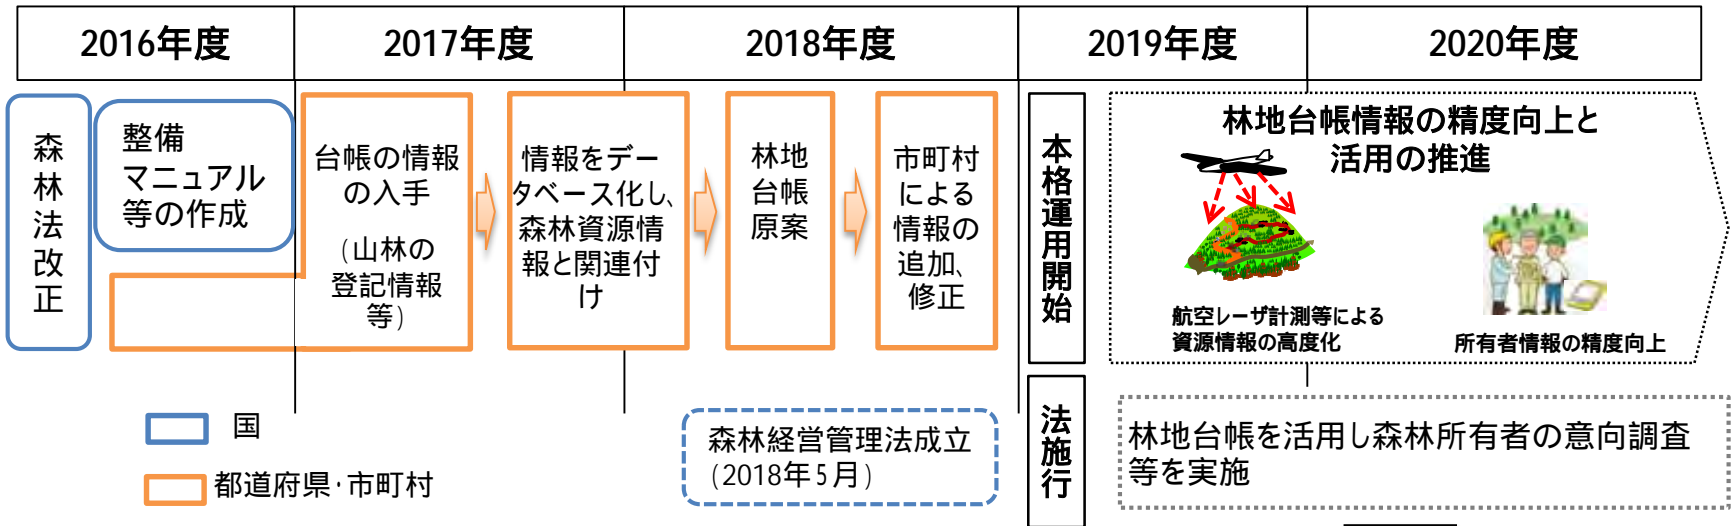 2016年度
2017年度
2018年度
2019年度
2020年度
森
林
法
改
正
整備
マニュアル
等の作成
台帳の情報
の入手
(山林の
登記情報
等)
情報をデー
タベース化し、
森林資源情
報と関連付
け
林地
台帳
原案
市町村
による
情報の
追加、
修正
本
格
運
用
開
始
林地台帳情報の精度向上と
活用の推進
航空レーザ計測等による
資源情報の高度化
所有者情報の精度向上
国
都道府県・市町村
森林経営管理法成立
(2018年5月)
法
施
行
林地台帳を活用し森林所有者の意向調査
等を実施